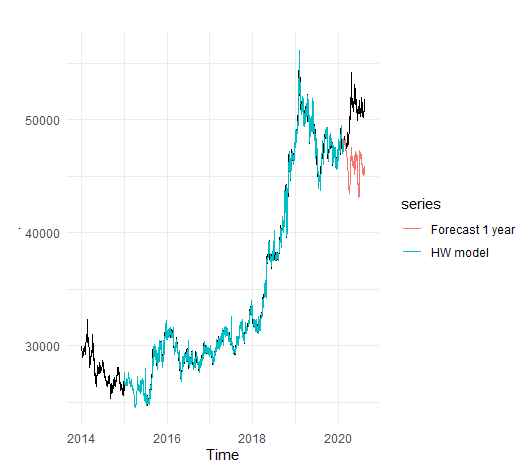 50000
40000
30000
2014 2016 2018 2020
Time
series
Forecast 1 year
HW model